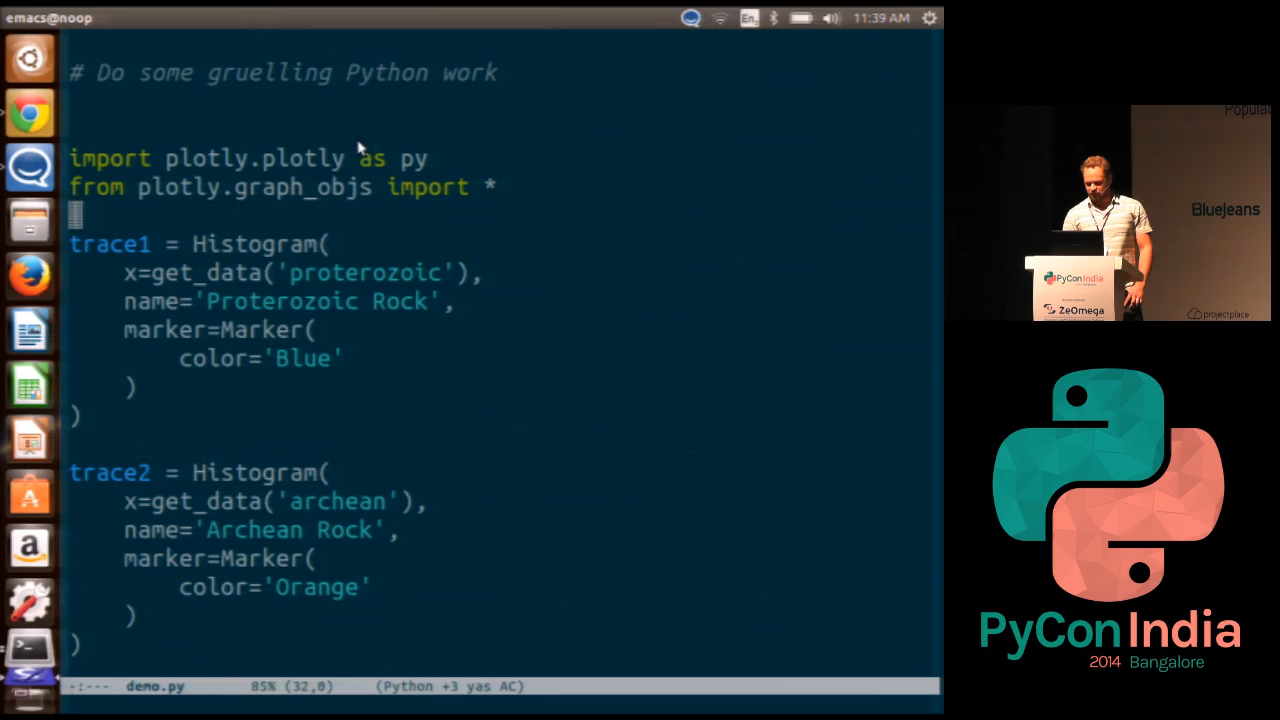 emacs@noop
En
11:39 AM
# Do some gruelling Python work
import plotly.plotly as py
from plotly.graph_objs import *
trace1 = Histogram(
x=get_data('proterozoic'),
name='Proterozoic Rock',
marker=Marker(
color='Blue'
)
)
trace2 = Histogram(
x=get_data('archean'),
name='Archean Rock',
marker=Marker(
color='Orange'
)
)
-:--- demo.py 85% (32,0) (Python +3 yas AC)
BlueJeans
PyCon India
ZeOmega
projectplace
PyCon India
2014 Bangalore